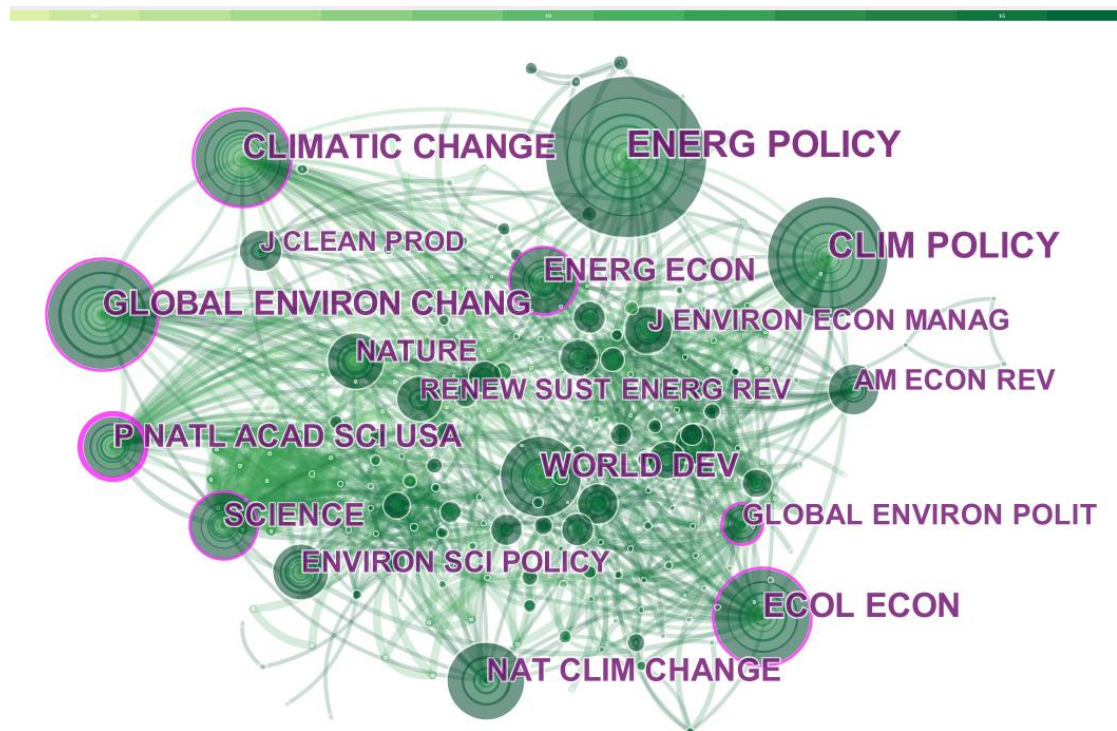 10
15
ENERG POLICY
CLIMATIC CHANGE
J CLEAN PROD
CLIM POLICY
ENERG ECON
GLOBAL ENVIRON CHANG
J ENVIRON ECON MANAG
NATURE
RENEW SUST ENERG REV
AM ECON REV
P NATL ACAD SCI USA
WORLD DEV
SCIENCE
GLOBAL ENVIRON POLIT
ENVIRON SCI POLICY
ECOL ECON
NAT CLIM CHANGE